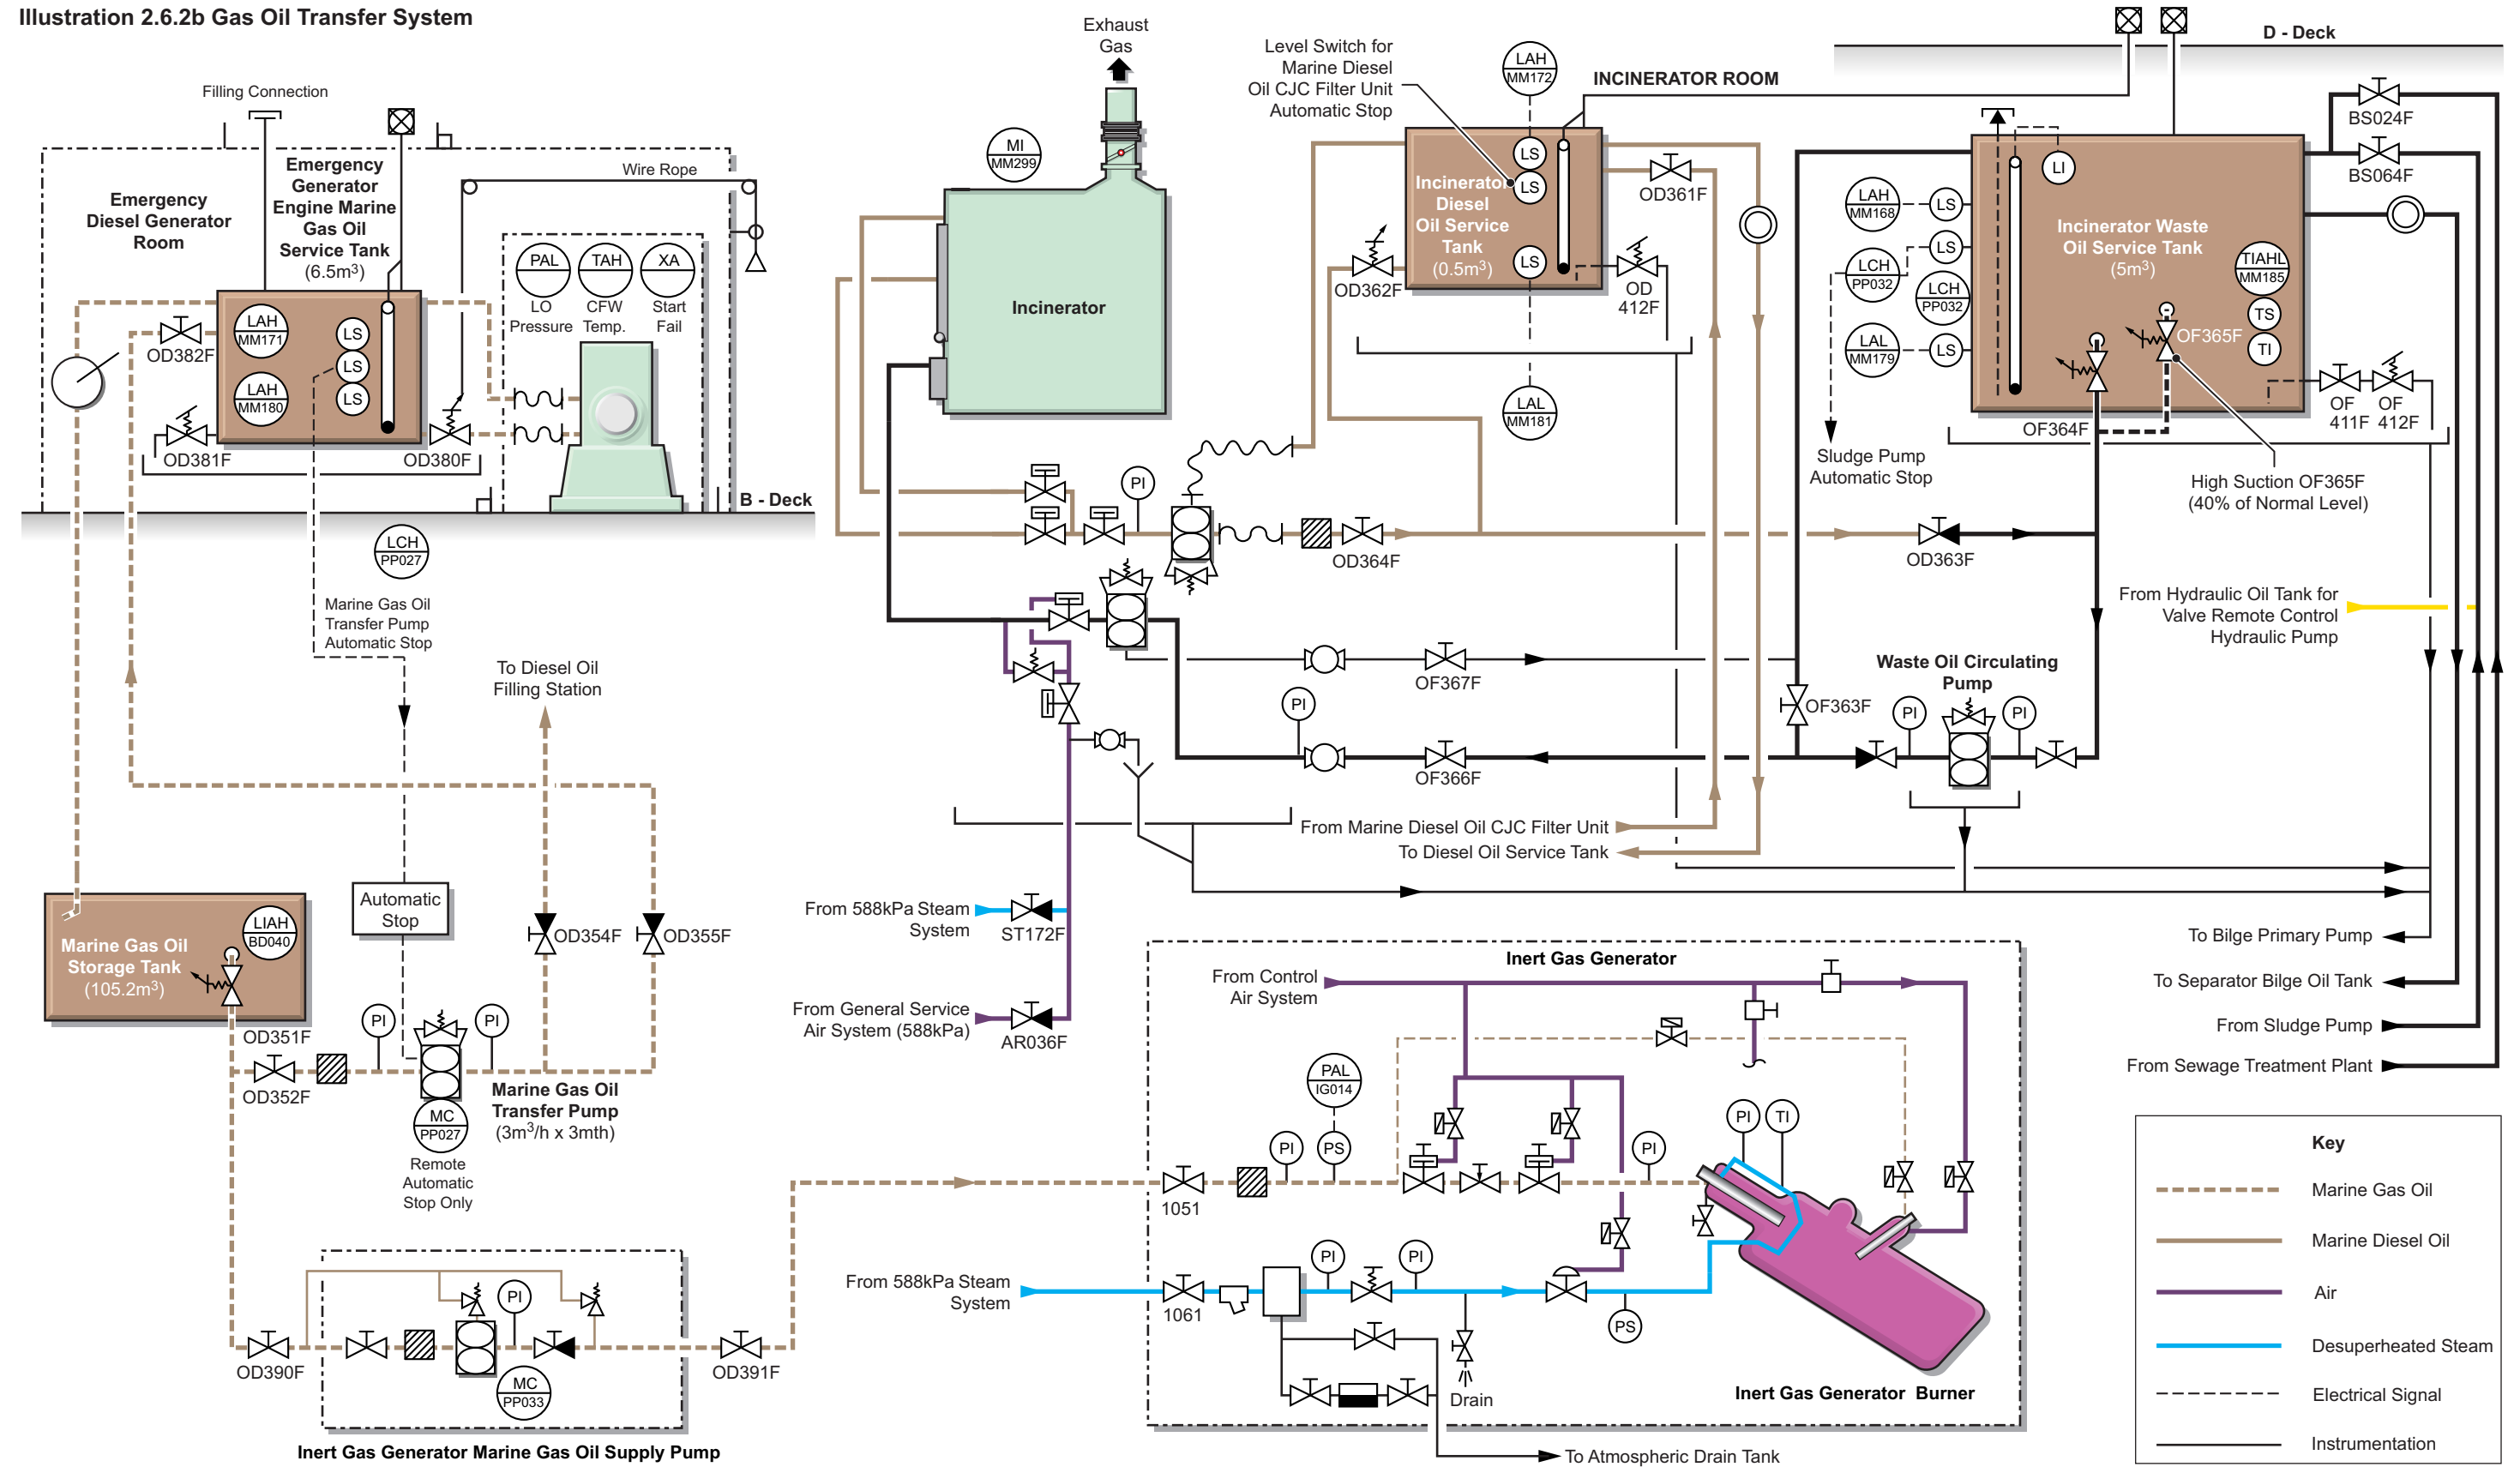 Illustration 2.6.2b Gas Oil Transfer System
Filling Connection
Emergency
Diesel Generator
Room
Emergency
Generator
Engine Marine
Gas Oil
Service Tank
(6.5m³)
Wire Rope
PAL
LO
Pressure
TAH
CFW
Temp.
XA
Start
Fail
OD382F
LAH
MM171
LAH
MM180
LS
LS
LS
OD381F
OD380F
B - Deck
LCH
PP027
Marine Gas Oil
Transfer Pump
Automatic Stop
To Diesel Oil
Filling Station
Automatic
Stop
OD354F
OD355F
Marine Gas Oil
Storage Tank
(105.2m³)
LIAH
BD040
OD351F
OD352F
PI
PI
MC
PP027
Remote
Automatic
Stop Only
Marine Gas Oil
Transfer Pump
(3m³/h x 3mth)
OD390F
PI
MC
PP033
OD391F
Inert Gas Generator Marine Gas Oil Supply Pump
Exhaust
Gas
MI
MM299
Incinerator
Level Switch for
Marine Diesel
Oil CJC Filter Unit
Automatic Stop
LAH
MM172
INCINERATOR ROOM
LS
LS
LS
Incinerator
Diesel
Oil Service
Tank
(0.5m³)
OD361F
OD362F
OD
412F
LAL
MM181
PI
OD364F
OD363F
OF367F
PI
OF366F
OF363F
From Marine Diesel Oil CJC Filter Unit
To Diesel Oil Service Tank
From 588kPa Steam
System
ST172F
From General Service
Air System (588kPa)
AR036F
D - Deck
BS024F
BS064F
LI
LAH
MM168
LS
LCH
PP032
LS
LCH
PP032
LAL
MM179
LS
Incinerator Waste
Oil Service Tank
(5m³)
TIAHL
MM185
TS
TI
OF365F
OF364F
OF
411F
OF
412F
Sludge Pump
Automatic Stop
High Suction OF365F
(40% of Normal Level)
From Hydraulic Oil Tank for
Valve Remote Control
Hydraulic Pump
Waste Oil Circulating
Pump
PI
PI
To Bilge Primary Pump
To Separator Bilge Oil Tank
From Sludge Pump
From Sewage Treatment Plant
Inert Gas Generator
From Control
Air System
PAL
IG014
PI
PS
PI
PI
TI
1051
From 588kPa Steam
System
1061
PI
PI
PS
Drain
Inert Gas Generator Burner
To Atmospheric Drain Tank
Key
Marine Gas Oil
Marine Diesel Oil
Air
Desuperheated Steam
Electrical Signal
Instrumentation